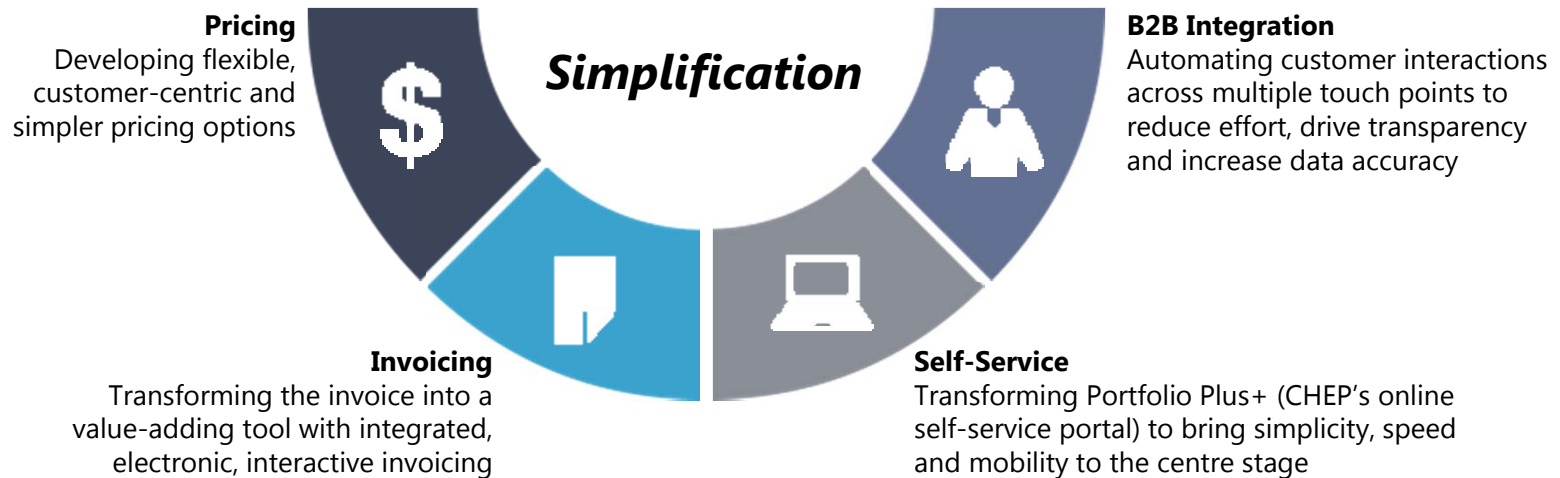 Pricing
Developing flexible,
customer-centric and
simpler pricing options
Simplification
B2B Integration
Automating customer interactions
across multiple touch points to
reduce effort, drive transparency
and increase data accuracy
Invoicing
Transforming the invoice into a
value-adding tool with integrated,
electronic, interactive invoicing
Self-Service
Transforming Portfolio Plus+ (CHEP’s online
self-service portal) to bring simplicity, speed
and mobility to the centre stage
$